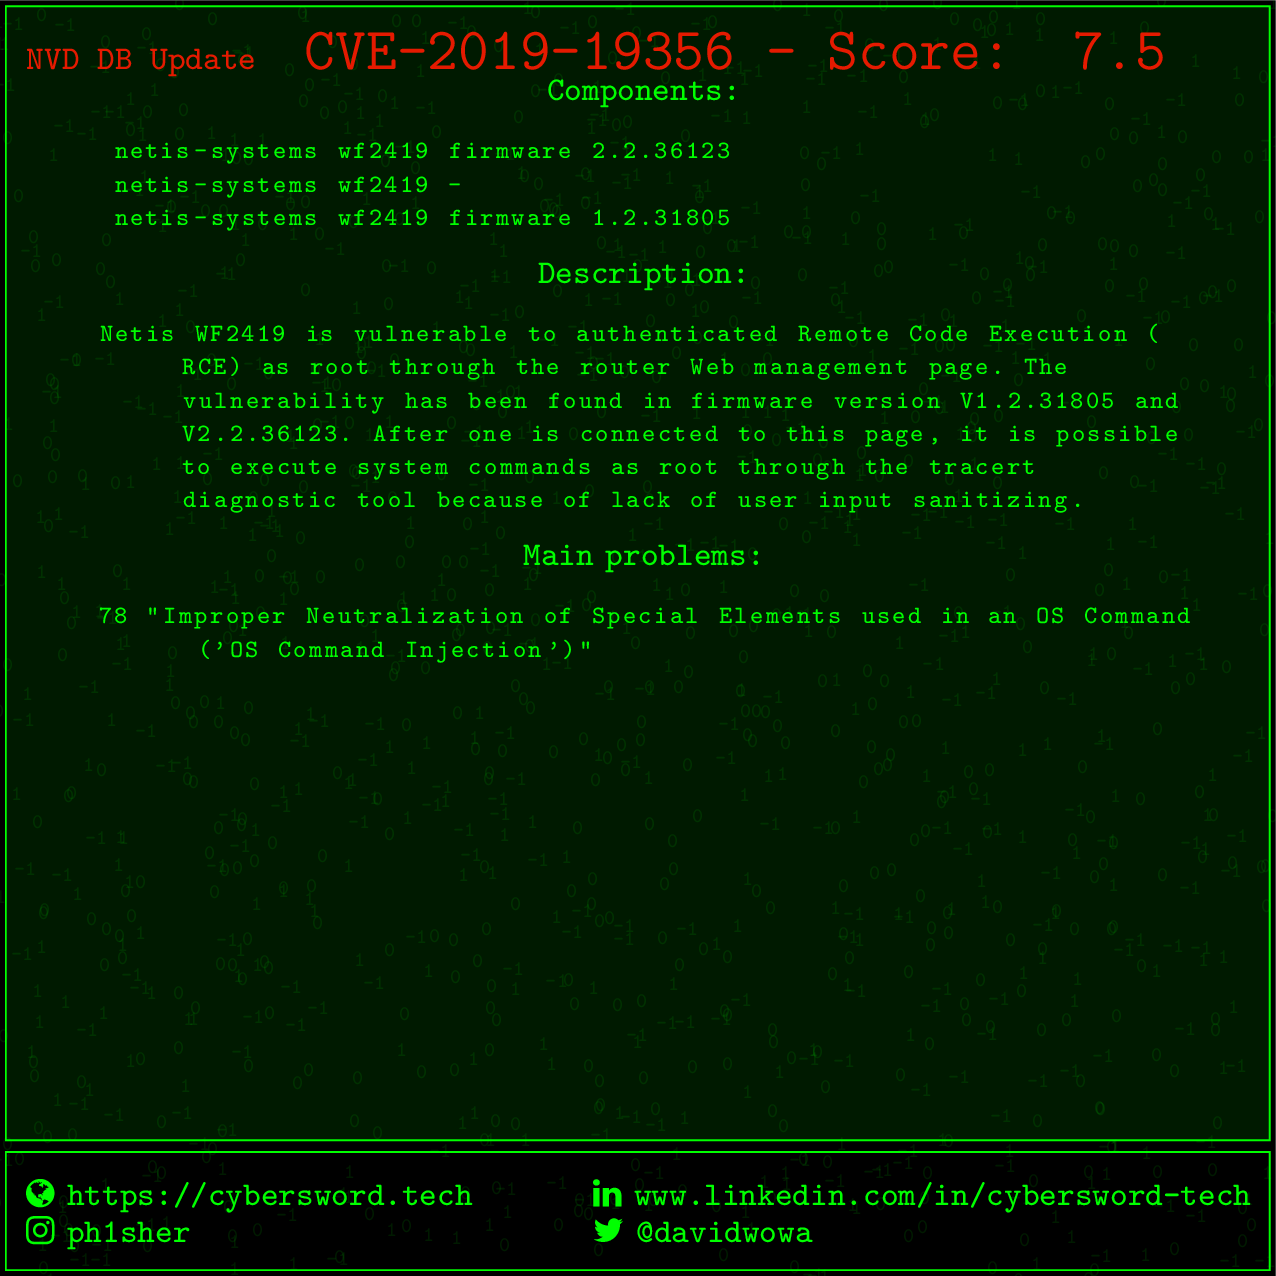 NVD DB Update CVE-2019-19356 - Score: 7.5
Components:
netis-systems wf2419 firmware 2.2.36123
netis-systems wf2419 -
netis-systems wf2419 firmware 1.2.31805
Description:
Netis WF2419 is vulnerable to authenticated Remote Code Execution (
RCE) as root through the router Web management page. The
vulnerability has been found in firmware version V1.2.31805 and
V2.2.36123. After one is connected to this page, it is possible
to execute system commands as root through the tracert
diagnostic tool because of lack of user input sanitizing.
Main problems:
78 "Improper Neutralization of Special Elements used in an OS Command
('OS Command Injection')"
https://cybersword.tech www.linkedin.com/in/cybersword-tech
ph1sher @davidwowa